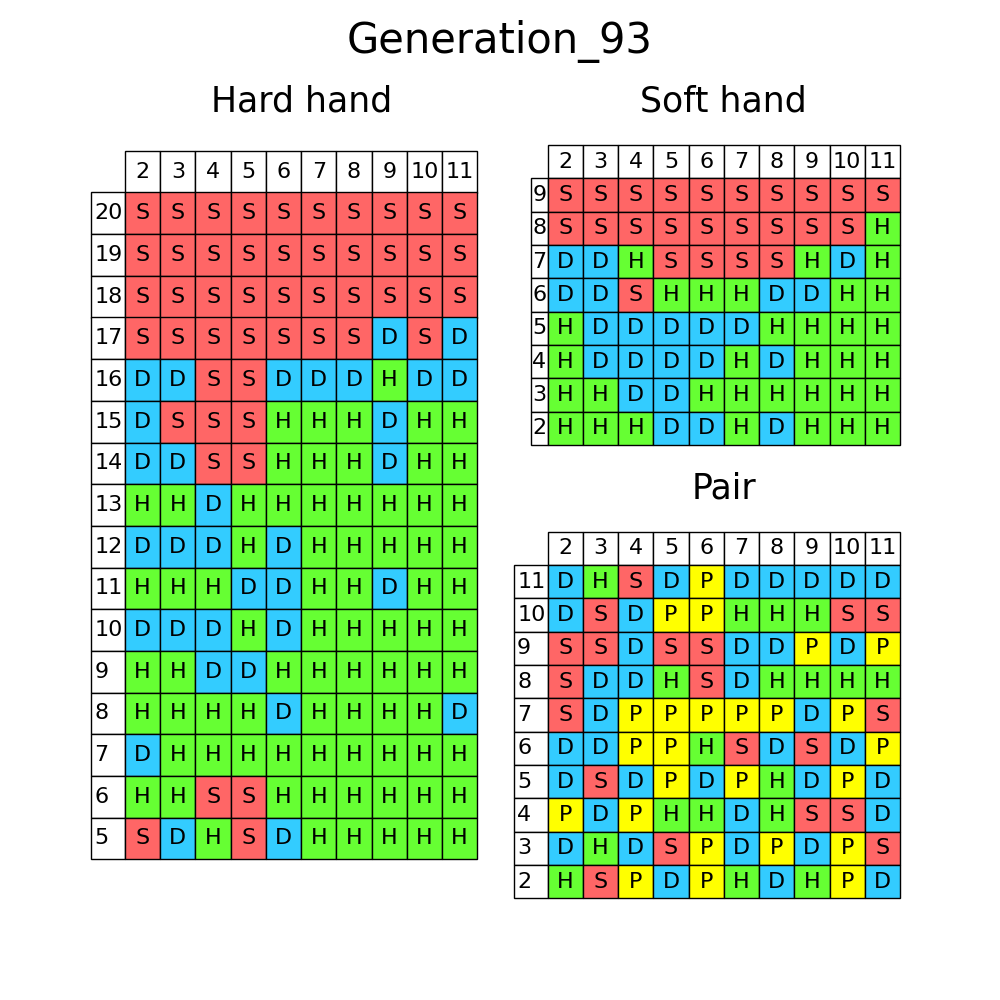 Generation_93
Hard hand
2 3 4 5 6 7 8 9 10 11
20 S S S S S S S S S S
19 S S S S S S S S S S
18 S S S S S S S S S S
17 S S S S S S S D S D
16 D D S S D D D H D D
15 D S S S H H H D H H
14 D D S S H H H D H H
13 H H D H H H H H H H
12 D D D H D H H H H H
11 H H H D D H H D H H
10 D D D H D H H H H H
9 H H D D H H H H H H
8 H H H H D H H H H D
7 D H H H H H H H H H
6 H H S S H H H H H H
5 S D H S D H H H H H
Soft hand
2 3 4 5 6 7 8 9 10 11
9 S S S S S S S S S S
8 S S S S S S S S S H
7 D D H S S S S H D H
6 D D S H H H D D H H
5 H D D D D D H H H H
4 H D D D D H D H H H
3 H H D D H H H H H H
2 H H H D D H D H H H
Pair
2 3 4 5 6 7 8 9 10 11
11 D H S D P D D D D D
10 D S D P P H H H S S
9 S S D S S D D P D P
8 S D D H S D H H H H
7 S D P P P P P D P S
6 D D P P H S D S D P
5 D S D P D P H D P D
4 P D P H H D H S S D
3 D H D S P D P D P S
2 H S P D P H D H P D